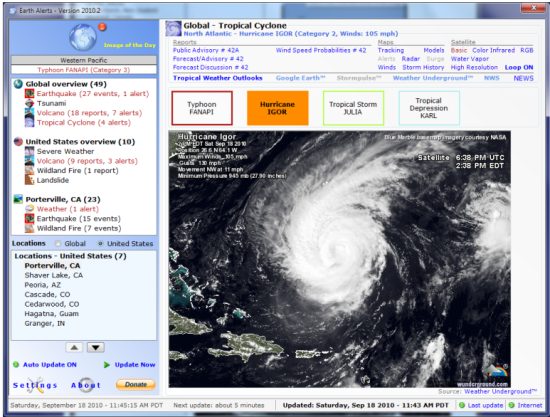 Earth Alerts - Version 2010.2
Image of the Day
Western Pacific
Typhoon FANAPI (Category 3)
Global overview (49)
Earthquake (27 events, 1 alert)
Tsunami
Volcano (18 reports, 7 alerts)
Tropical Cyclone (4 alerts)
United States overview (10)
Severe Weather
Volcano (9 reports, 3 alerts)
Wildland Fire (1 report)
Landslide
Porterville, CA (23)
Weather (1 alert)
Earthquake (15 events)
Wildland Fire (7 events)
Locations Global United States
Locations - United States (7)
Porterville, CA
Shaver Lake, CA
Peoria, AZ
Cascade, CO
Cedarwood, CO
Hagatna, Guam
Granger, IN
Auto Update ON Update Now
Settings About Donate
Global - Tropical Cyclone
North Atlantic - Hurricane IGOR (Category 2, Winds: 105 mph)
Reports Maps Satellite
Public Advisory # 42A Wind Speed Probabilities # 42 Tracking Models Basic Color Infrared RGB
Forecast/Advisory # 42 Alerts Radar Surge Water Vapor
Forecast Discussion # 42 Winds Storm History High Resolution Loop ON
Tropical Weather Outlooks Google Earth™ Stormpulse™ Weather Underground™ NWS NEWS
Typhoon
FANAPI
Hurricane
IGOR
Tropical Storm
JULIA
Tropical
Depression
KARL
Hurricane Igor
Blue Marble basemap imagery courtesy NASA
Sat Sep 18 2010
Maximum Winds 105 mph
Gusts 130 mph
Movement NW at 11 mph
Minimum Pressure 945 mb (27.90 inches)
Satellite 6:38 PM UTC
2:38 PM EDT
wunderground.com
Source: Weather Underground™
Saturday, September 18 2010 - 11:45:15 AM PDT Next update: about 5 minutes Updated: Saturday, Sep 18 2010 - 11:43 AM PDT Last update Internet